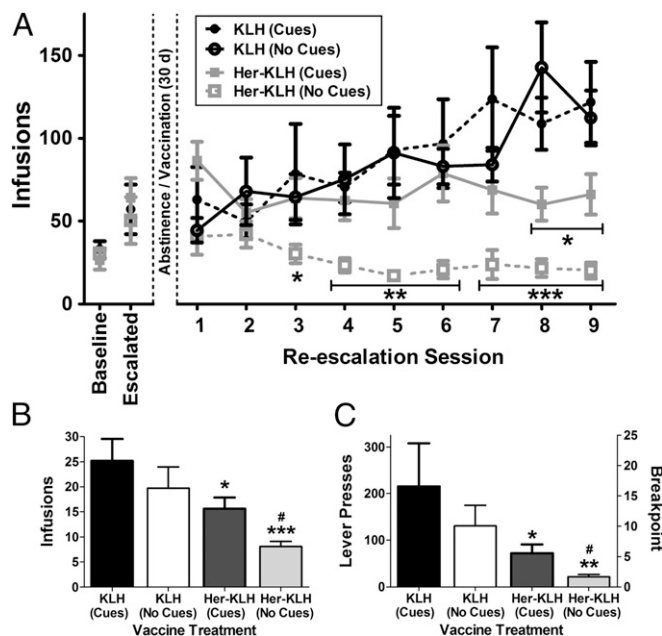 A
KLH (Cues)
KLH (No Cues)
Her-KLH (Cues)
Her-KLH (No Cues)
Infusions
150
100
50
0
Abstinence / Vaccination (30 d)
*
*
**
***
Baseline
Escalated
1 2 3 4 5 6 7 8 9
Re-escalation Session
B
Infusions
30
25
20
15
10
5
0
*
#
***
KLH (Cues)
KLH (No Cues)
Her-KLH (Cues)
Her-KLH (No Cues)
Vaccine Treatment
C
Lever Presses
300
200
100
0
*
#
**
25
20
15
10
5
0
Breakpoint
KLH (Cues)
KLH (No Cues)
Her-KLH (Cues)
Her-KLH (No Cues)
Vaccine Treatment